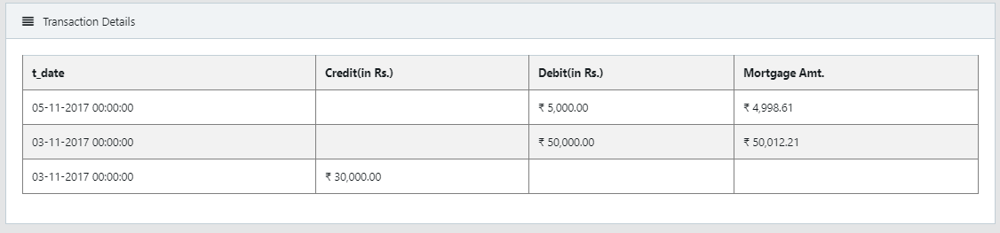 Transaction Details
t_date Credit(in Rs.) Debit(in Rs.) Mortgage Amt.
05-11-2017 00:00:00 ₹ 5,000.00 ₹ 4,998.61
03-11-2017 00:00:00 ₹ 50,000.00 ₹ 50,012.21
03-11-2017 00:00:00 ₹ 30,000.00